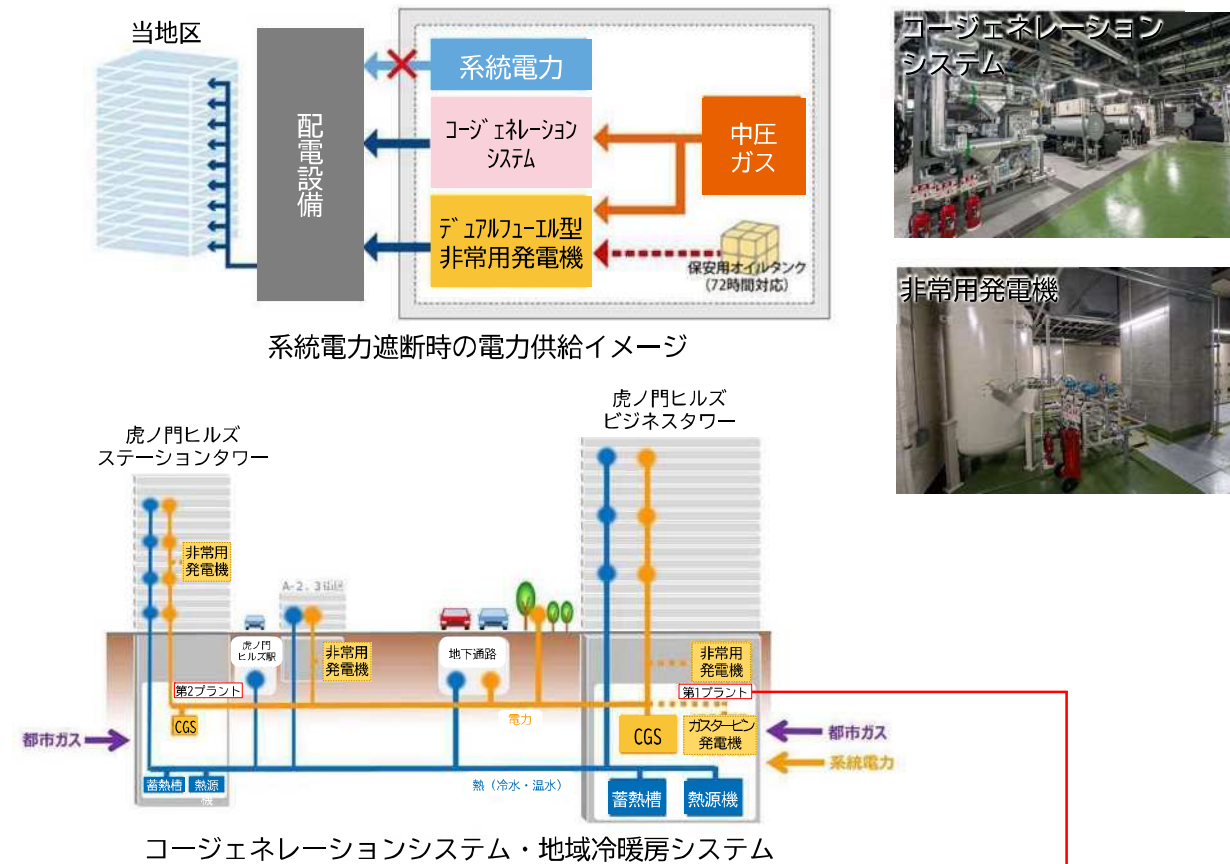 当地区
配電設備
系統電力
コージェネレーション
システム
デュアルフューエル型
非常用発電機
中圧
ガス
保安用オイルタンク
(72時間対応)
系統電力遮断時の電力供給イメージ
コージェネレーション
システム
非常用発電機
虎ノ門ヒルズ
ステーションタワー
虎ノ門ヒルズ
ビジネスタワー
非常用
発電機
A-2,3街区
虎ノ門
ヒルズ駅
非常用
発電機
地下通路
非常用
発電機
第2プラント
第1プラント
CGS
電力
CGS
ガスタービン
発電機
都市ガス
都市ガス
系統電力
蓄熱槽
熱源
機
熱(冷水・温水)
蓄熱槽
熱源機
コージェネレーションシステム・地域冷暖房システム